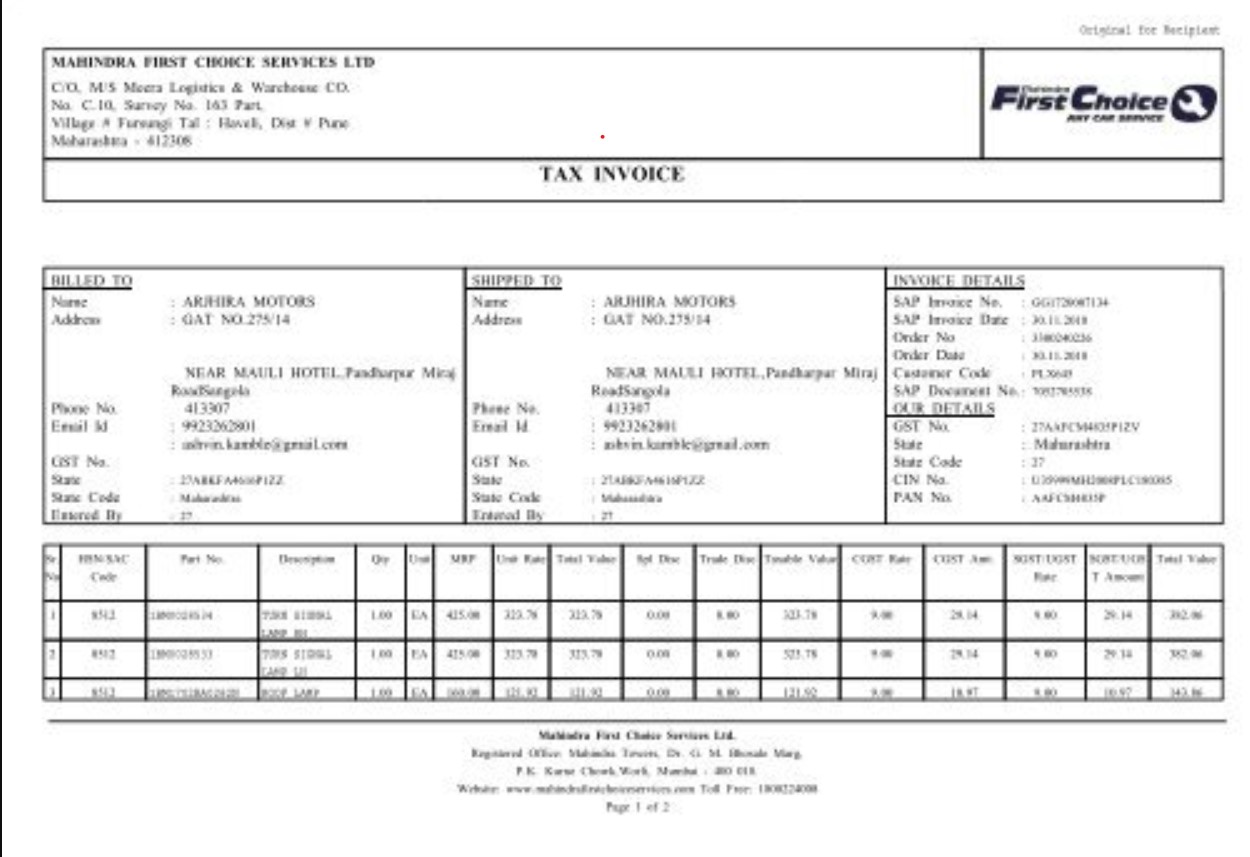 Original for Recipient
MAHINDRA FIRST CHOICE SERVICES LTD
C/O, M/S Meera Logistics & Warehouse CO.
No. C.10, Survey No. 163 Part,
Village # Fursungi Tal : Haveli, Dist # Pune
Maharashtra - 412308
Mahindra
First Choice
ANY CAR SERVICE
TAX INVOICE
BILLED TO
Name : ARJHIRA MOTORS
Address : GAT NO.275/14
NEAR MAULI HOTEL,Pandharpur Miraj
RoadSangola
Phone No. 413307
Email Id : 9923262801
: ashvin.kamble@gmail.com
GST No.
State : 27ABKFA4616P1ZZ
State Code : Maharashtra
Entered By : 27
SHIPPED TO
Name : ARJHIRA MOTORS
Address : GAT NO.275/14
NEAR MAULI HOTEL,Pandharpur Miraj
RoadSangola
Phone No. 413307
Email Id : 9923262801
: ashvin.kamble@gmail.com
GST No.
State : 27ABKFA4616P1ZZ
State Code : Maharashtra
Entered By : 27
INVOICE DETAILS
SAP Invoice No. :
SAP Invoice Date : 30.11.2018
Order No : 3300240226
Order Date : 30.11.2018
Customer Code :
SAP Document No.:
OUR DETAILS
GST No. : 27AAFCM4035P1ZV
State : Maharashtra
State Code : 27
CIN No. :
PAN No. : AAFCM4035P
Sr. No HSN/SAC Code Part No. Description Qty Unit MRP Unit Rate Total Value Spl Disc Trade Disc Taxable Value CGST Rate CGST Amt. SGST/UGST Rate SGST/UGS T Amount Total Value
1 8512 TURN SIGNAL LAMP RH 1.00 EA 425.00 323.78 323.78 0.00 0.00 323.78 9.00 29.14 9.00 29.14 382.06
2 8512 TURN SIGNAL LAMP LH 1.00 EA 425.00 323.78 323.78 0.00 0.00 323.78 9.00 29.14 9.00 29.14 382.06
3 8512 ROOF LAMP 1.00 EA 160.00 121.92 121.92 0.00 0.00 121.92 9.00 10.97 9.00 10.97 143.86
Mahindra First Choice Services Ltd.
Registered Office: Mahindra Towers, Dr. G. M. Bhosale Marg,
P.K. Kurne Chowk,Worli, Mumbai - 400 018.
Website: www.mahindrafirstchoiceservices.com Toll Free: 1800224008
Page 1 of 2